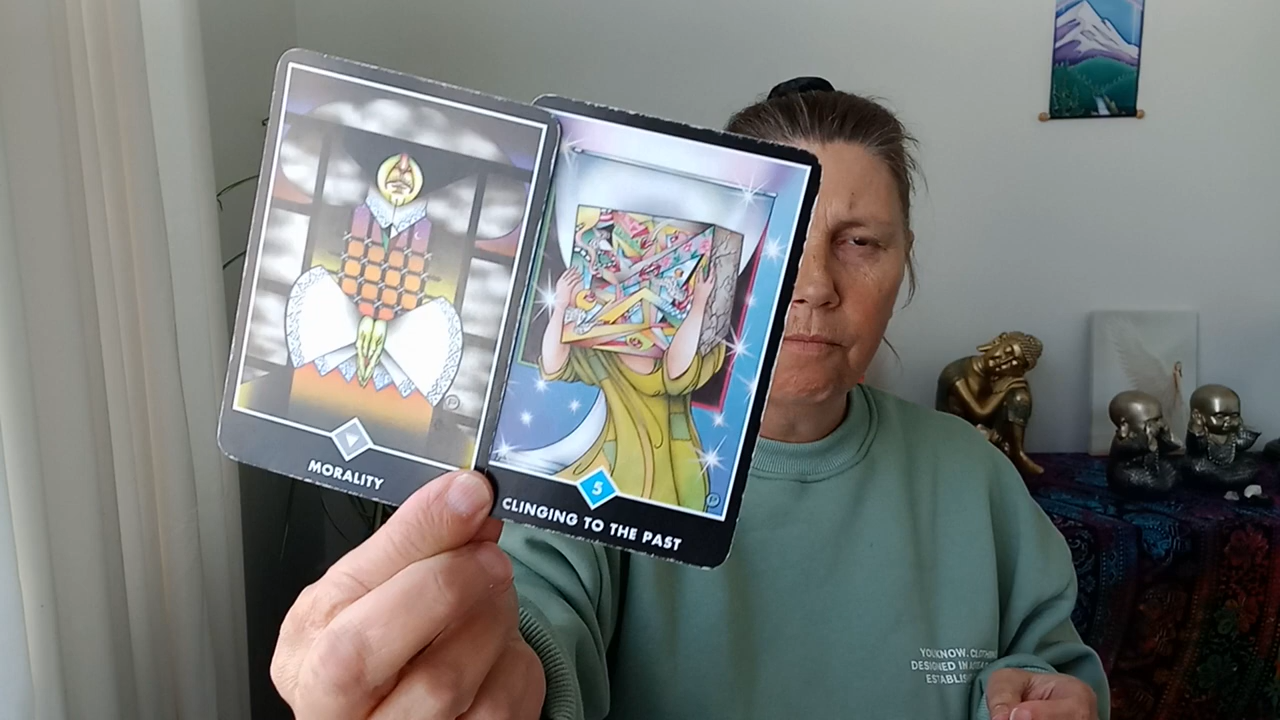 MORALITY
5
CLINGING TO THE PAST
YOUKNOW. CLOTHING
DESIGNED IN